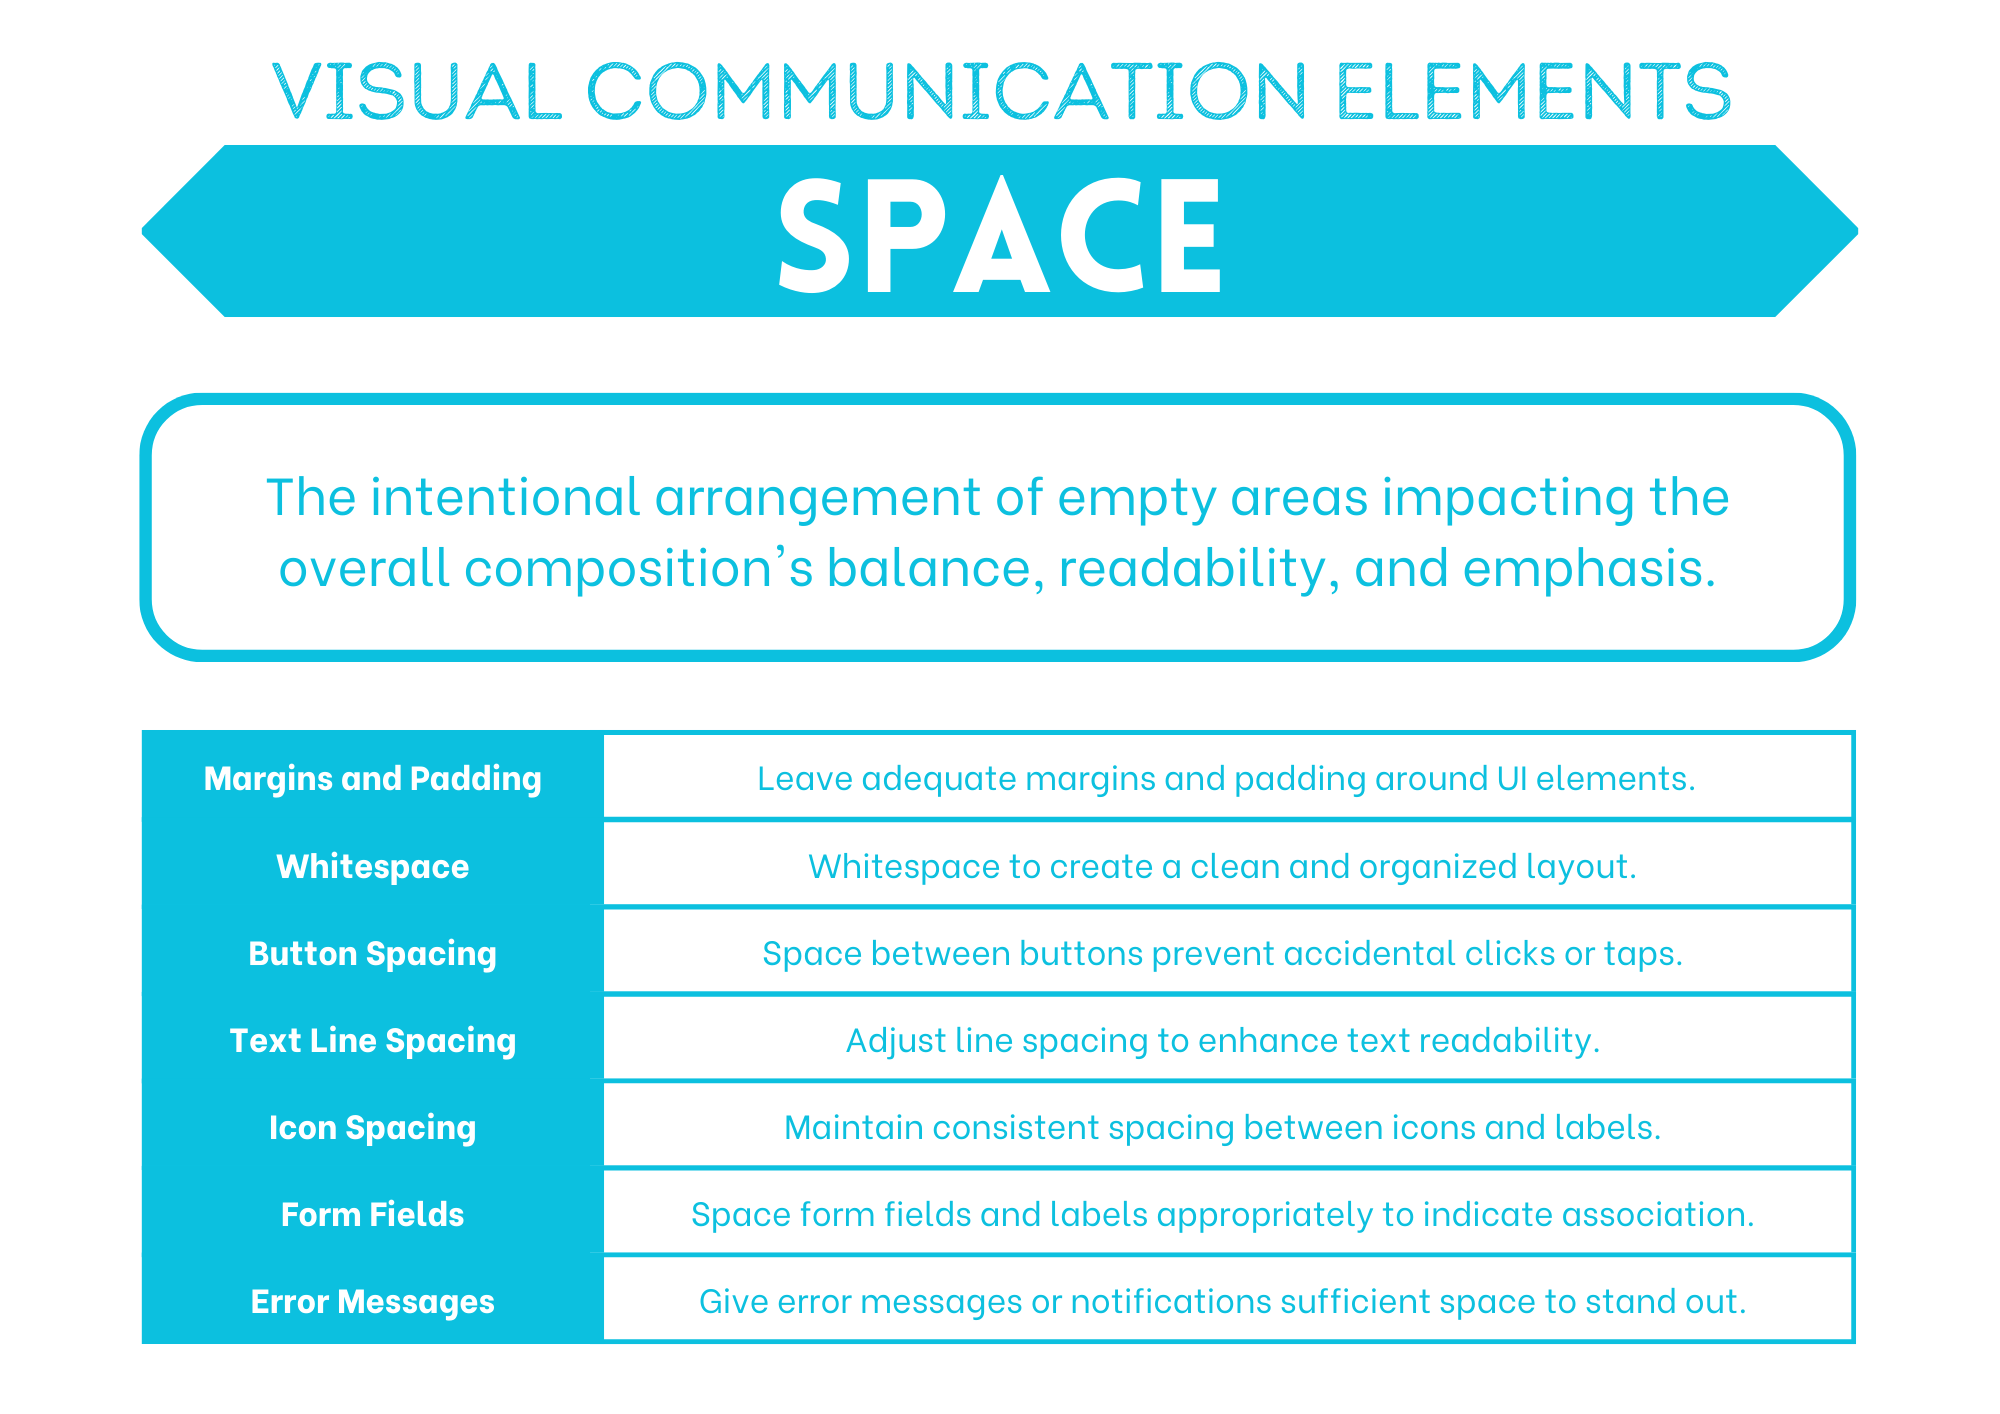 VISUAL COMMUNICATION ELEMENTS
SPACE
The intentional arrangement of empty areas impacting the
overall composition's balance, readability, and emphasis.
Margins and Padding
Leave adequate margins and padding around UI elements.
Whitespace
Whitespace to create a clean and organized layout.
Button Spacing
Space between buttons prevent accidental clicks or taps.
Text Line Spacing
Adjust line spacing to enhance text readability.
Icon Spacing
Maintain consistent spacing between icons and labels.
Form Fields
Space form fields and labels appropriately to indicate association.
Error Messages
Give error messages or notifications sufficient space to stand out.